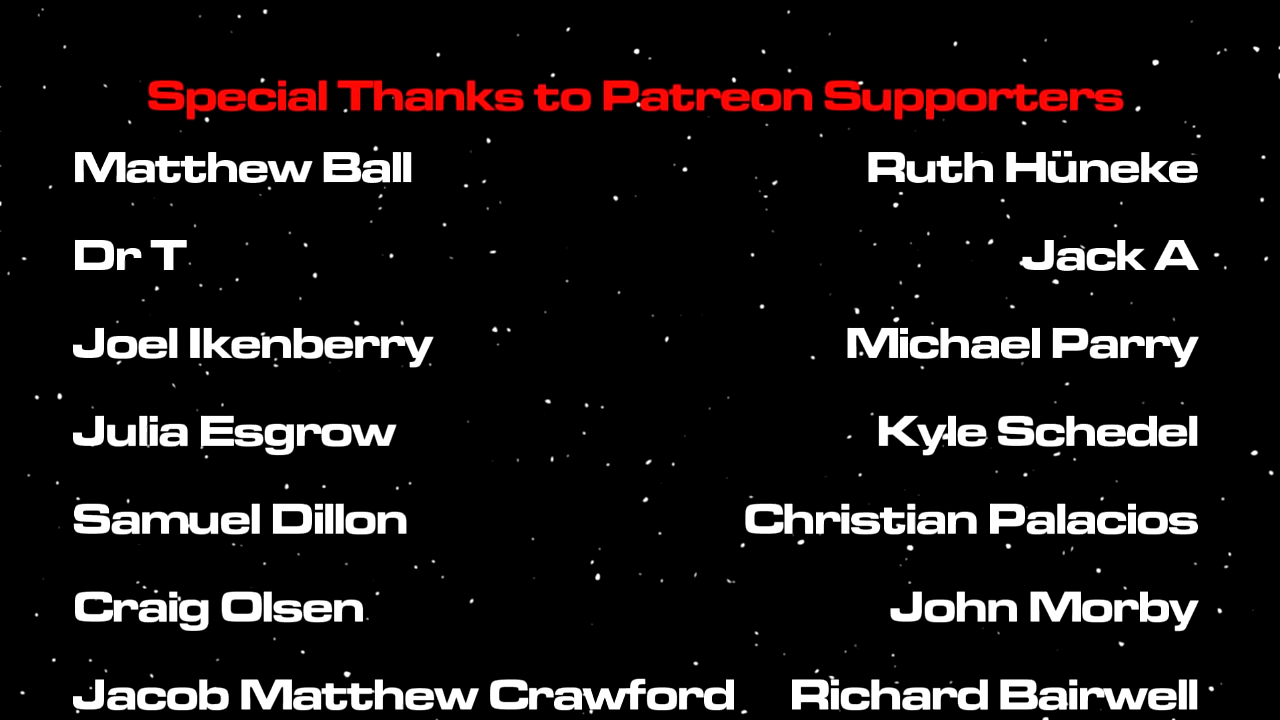 Special Thanks to Patreon Supporters
Matthew Ball Ruth Hüneke
Dr T Jack A
Joel Ikenberry Michael Parry
Julia Esgrow Kyle Schedel
Samuel Dillon Christian Palacios
Craig Olsen John Morby
Jacob Matthew Crawford Richard Bairwell